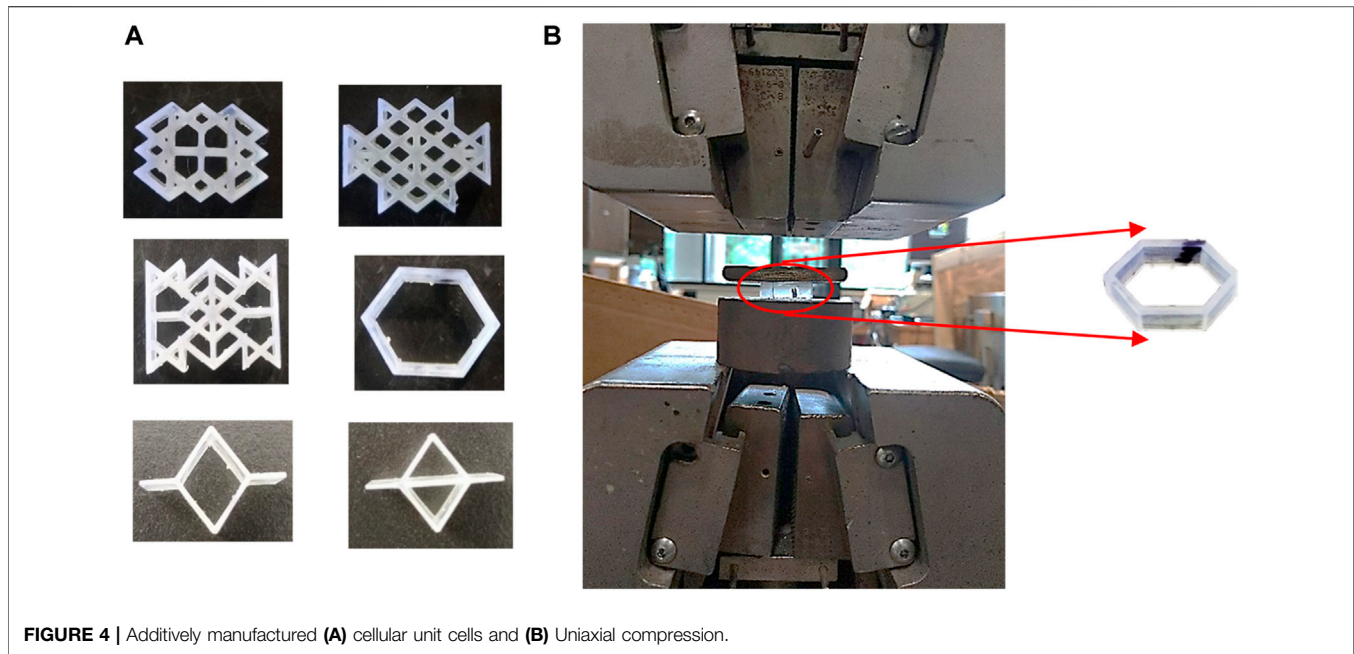 A
B
FIGURE 4 | Additively manufactured (A) cellular unit cells and (B) Uniaxial compression.